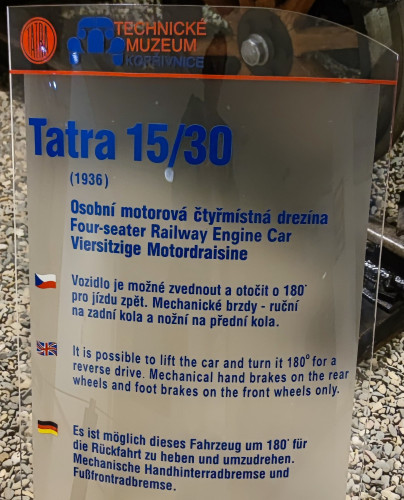 TATRA
TECHNICKÉ
MUZEUM
KOPŘIVNICE
Tatra 15/30
(1936)
Osobní motorová čtyřmístná drezína
Four-seater Railway Engine Car
Viersitzige Motordraisine
Vozidlo je možné zvednout a otočit o 180°
pro jízdu zpět. Mechanické brzdy - ruční
na zadní kola a nožní na přední kola.
It is possible to lift the car and turn it 180° for a
reverse drive. Mechanical hand brakes on the rear
wheels and foot brakes on the front wheels only.
Es ist möglich dieses Fahrzeug um 180° für
die Rückfahrt zu heben und umzudrehen.
Mechanische Handhinterradbremse und
Fußfrontradbremse.